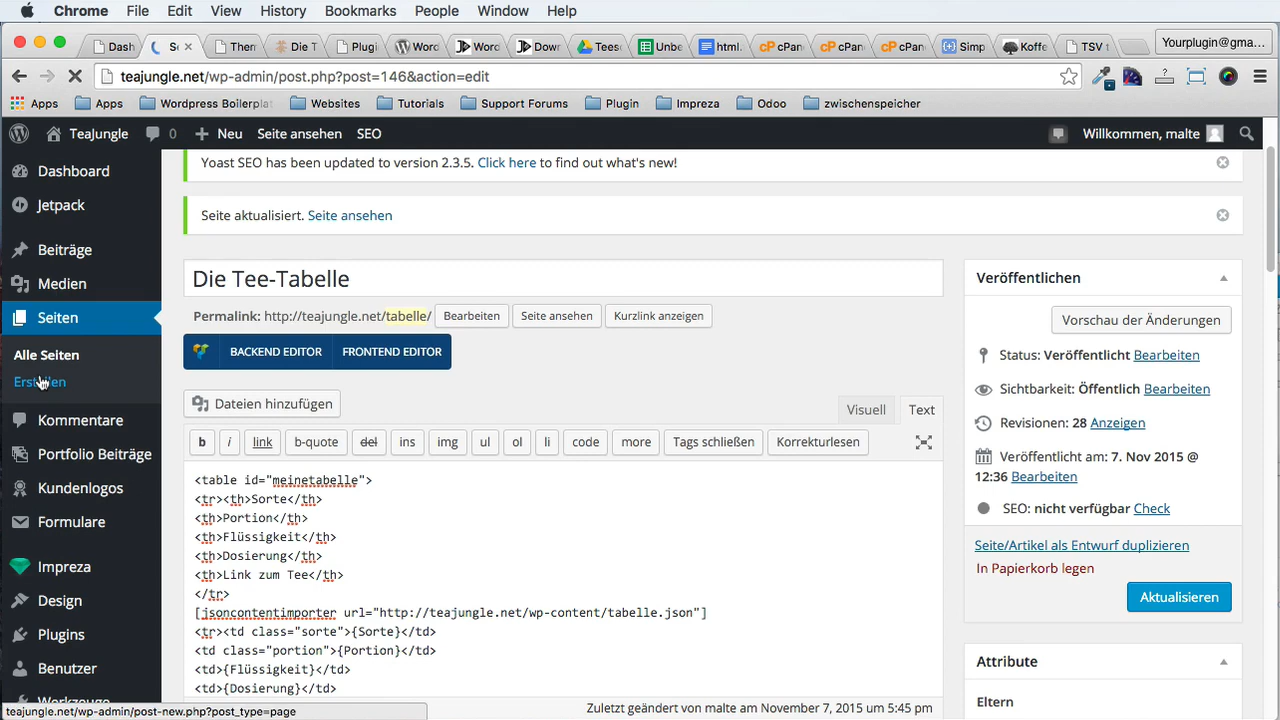 Chrome File Edit View History Bookmarks People Window Help
Dash Ther Die T Plugi Word Word Dow Tees Unbe html. cPan cPan cPan Simp Koffe TSV t Yourplugin@gma...
teajungle.net/wp-admin/post.php?post=146&action=edit
Apps Apps Wordpress Boilerplat Websites Tutorials Support Forums Plugin Impreza Odoo zwischenspeicher
TeaJungle 0 Neu Seite ansehen SEO Willkommen, malte
Dashboard
Jetpack
Beiträge
Medien
Seiten
Alle Seiten
Erstellen
Kommentare
Portfolio Beiträge
Kundenlogos
Formulare
Impreza
Design
Plugins
Benutzer
Werkzeuge
teajungle.net/wp-admin/post-new.php?post_type=page
Yoast SEO has been updated to version 2.3.5. Click here to find out what's new!
Seite aktualisiert. Seite ansehen
Die Tee-Tabelle
Permalink: http://teajungle.net/tabelle/ Bearbeiten Seite ansehen Kurzlink anzeigen
BACKEND EDITOR FRONTEND EDITOR
Dateien hinzufügen Visuell Text
b i link b-quote del ins img ul ol li code more Tags schließen Korrekturlesen
<table id="meinetabelle">
<tr><th>Sorte</th>
<th>Portion</th>
<th>Flüssigkeit</th>
<th>Dosierung</th>
<th>Link zum Tee</th>
</tr>
[jsoncontentimporter url="http://teajungle.net/wp-content/tabelle.json"]
<tr><td class="sorte">{Sorte}</td>
<td class="portion">{Portion}</td>
<td>{Flüssigkeit}</td>
<td>{Dosierung}</td>
Zuletzt geändert von malte am November 7, 2015 um 5:45 pm
Veröffentlichen
Vorschau der Änderungen
Status: Veröffentlicht Bearbeiten
Sichtbarkeit: Öffentlich Bearbeiten
Revisionen: 28 Anzeigen
Veröffentlicht am: 7. Nov 2015 @
12:36 Bearbeiten
SEO: nicht verfügbar Check
Seite/Artikel als Entwurf duplizieren
In Papierkorb legen
Aktualisieren
Attribute
Eltern